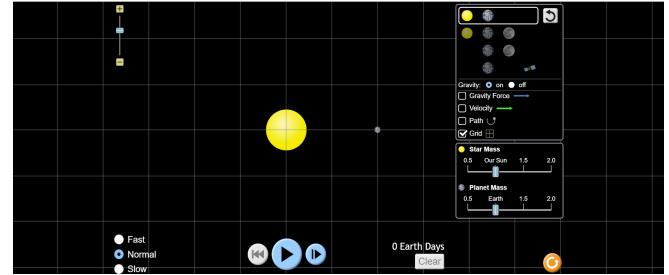 Gravity: on off
Gravity Force
Velocity
Path
Grid
Star Mass
0.5 Our Sun 1.5 2.0
Planet Mass
0.5 Earth 1.5 2.0
Fast
Normal
Slow
0 Earth Days
Clear